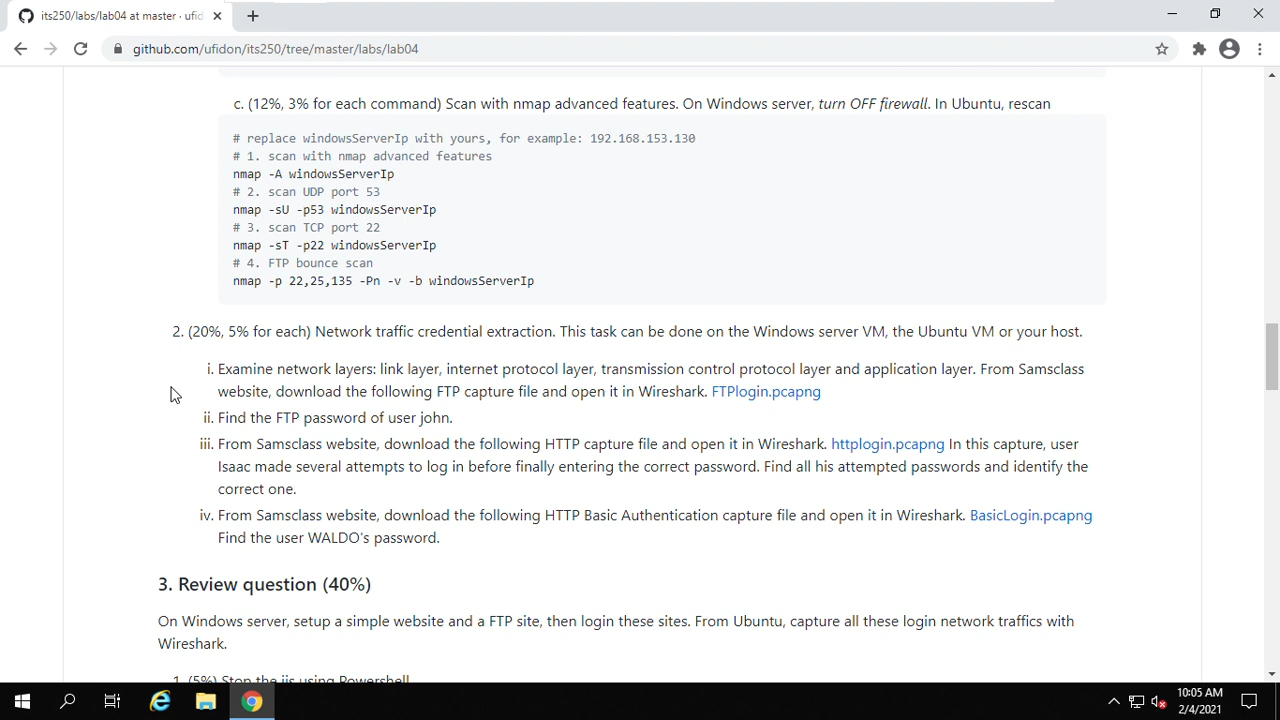 its250/labs/lab04 at master · ufid
github.com/ufidon/its250/tree/master/labs/lab04
c. (12%, 3% for each command) Scan with nmap advanced features. On Windows server, turn OFF firewall. In Ubuntu, rescan
# replace windowsServerIp with yours, for example: 192.168.153.130
# 1. scan with nmap advanced features
nmap -A windowsServerIp
# 2. scan UDP port 53
nmap -sU -p53 windowsServerIp
# 3. scan TCP port 22
nmap -sT -p22 windowsServerIp
# 4. FTP bounce scan
nmap -p 22,25,135 -Pn -v -b windowsServerIp
2. (20%, 5% for each) Network traffic credential extraction. This task can be done on the Windows server VM, the Ubuntu VM or your host.
i. Examine network layers: link layer, internet protocol layer, transmission control protocol layer and application layer. From Samsclass
website, download the following FTP capture file and open it in Wireshark. FTPlogin.pcapng
ii. Find the FTP password of user john.
iii. From Samsclass website, download the following HTTP capture file and open it in Wireshark. httplogin.pcapng In this capture, user
Isaac made several attempts to log in before finally entering the correct password. Find all his attempted passwords and identify the
correct one.
iv. From Samsclass website, download the following HTTP Basic Authentication capture file and open it in Wireshark. BasicLogin.pcapng
Find the user WALDO's password.
3. Review question (40%)
On Windows server, setup a simple website and a FTP site, then login these sites. From Ubuntu, capture all these login network traffics with
Wireshark.
1. (5%) Stop the iis using Powershell
10:05 AM
2/4/2021